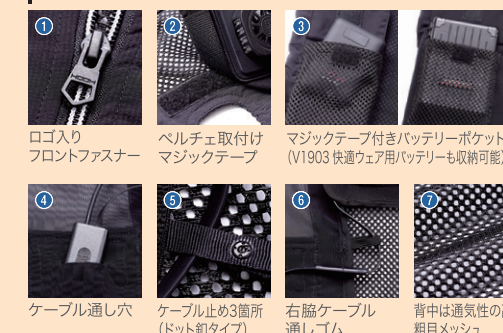 ①
②
③
ロゴ入り
フロントファスナー
ペルチェ取付け
マジックテープ
マジックテープ付きバッテリーポケット
(V1903 快適ウェア用バッテリーも収納可能)
④
⑤
⑥
⑦
ケーブル通し穴
ケーブル止め3箇所
(ドット釦タイプ)
右脇ケーブル
通しゴム
背中は通気性の
粗目メッシュ